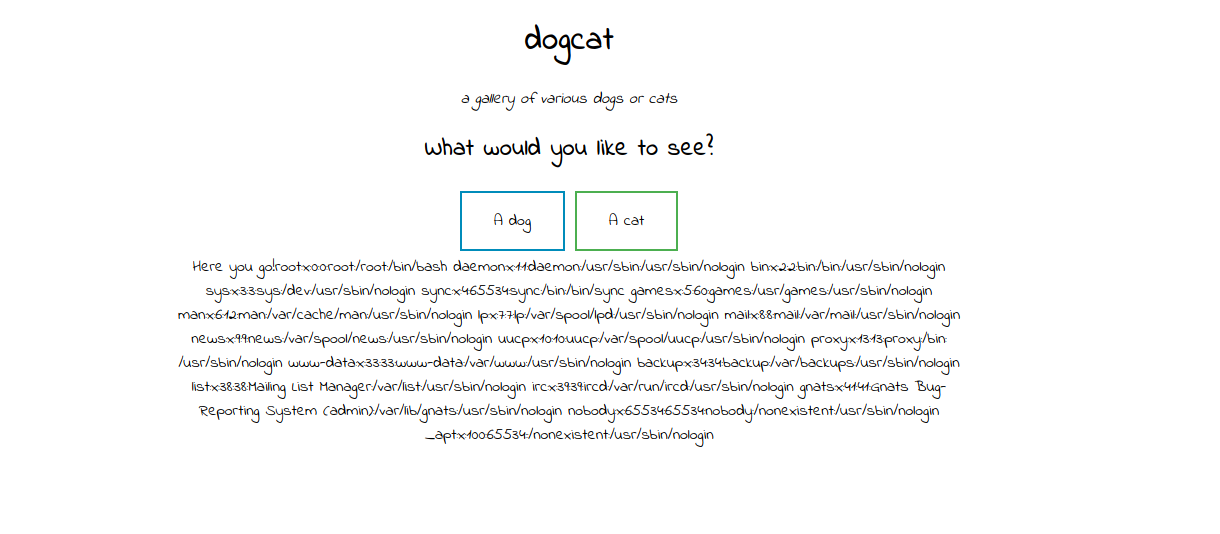 dogcat
a gallery of various dogs or cats
what would you like to see?
A dog
A cat
Here you go!root:x:0:0:root:/root:/bin/bash daemon:x:1:1:daemon:/usr/sbin:/usr/sbin/nologin bin:x:2:2:bin:/bin:/usr/sbin/nologin
sys:x:3:3:sys:/dev:/usr/sbin/nologin sync:x:4:65534:sync:/bin:/bin/sync games:x:5:60:games:/usr/games:/usr/sbin/nologin
man:x:6:12:man:/var/cache/man:/usr/sbin/nologin lp:x:7:7:lp:/var/spool/lpd:/usr/sbin/nologin mail:x:8:8:mail:/var/mail:/usr/sbin/nologin
news:x:9:9:news:/var/spool/news:/usr/sbin/nologin uucp:x:10:10:uucp:/var/spool/uucp:/usr/sbin/nologin proxy:x:13:13:proxy:/bin:
/usr/sbin/nologin www-data:x:33:33:www-data:/var/www:/usr/sbin/nologin backup:x:34:34:backup:/var/backups:/usr/sbin/nologin
list:x:38:38:Mailing List Manager:/var/list:/usr/sbin/nologin irc:x:39:39:ircd:/var/run/ircd:/usr/sbin/nologin gnats:x:41:41:Gnats Bug-
Reporting System (admin):/var/lib/gnats:/usr/sbin/nologin nobody:x:65534:65534:nobody:/nonexistent:/usr/sbin/nologin
_apt:x:100:65534::/nonexistent:/usr/sbin/nologin